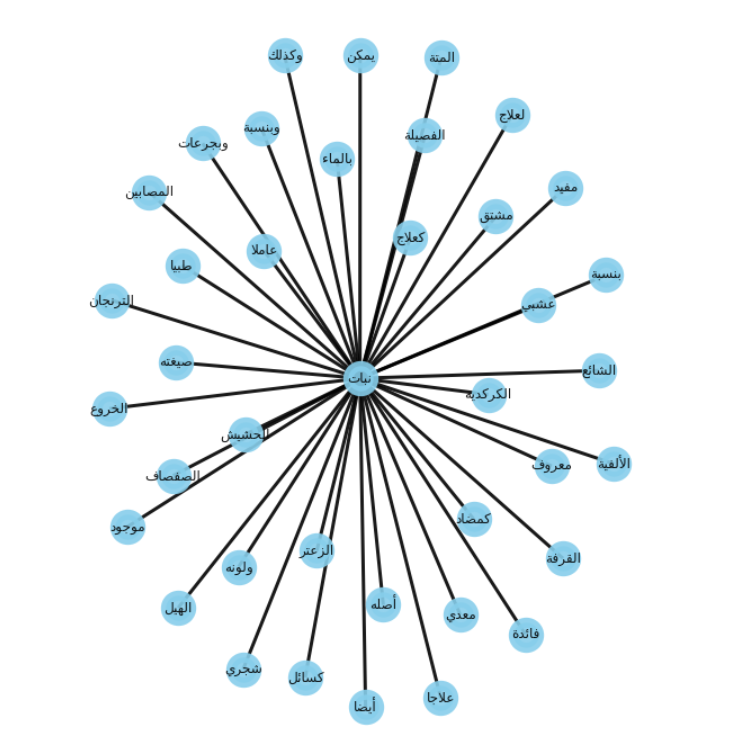 وكذلك
يمكن
المتة
لعلاج
وبنسبة
الفصيلة
وبجرعات
بالماء
مفيد
المصابين
مشتق
كعلاج
عاملا
طبيا
بنسبة
الترنجان
عشبي
صيغته
الشائع
نبات
الكركدية
الخروع
الحشيش
معروف
الألفية
الصفصاف
كمضاد
موجود
الزعتر
القرفة
ولونه
أصله
الهيل
معدي
فائدة
شجري
كسائل
علاجا
أيضا